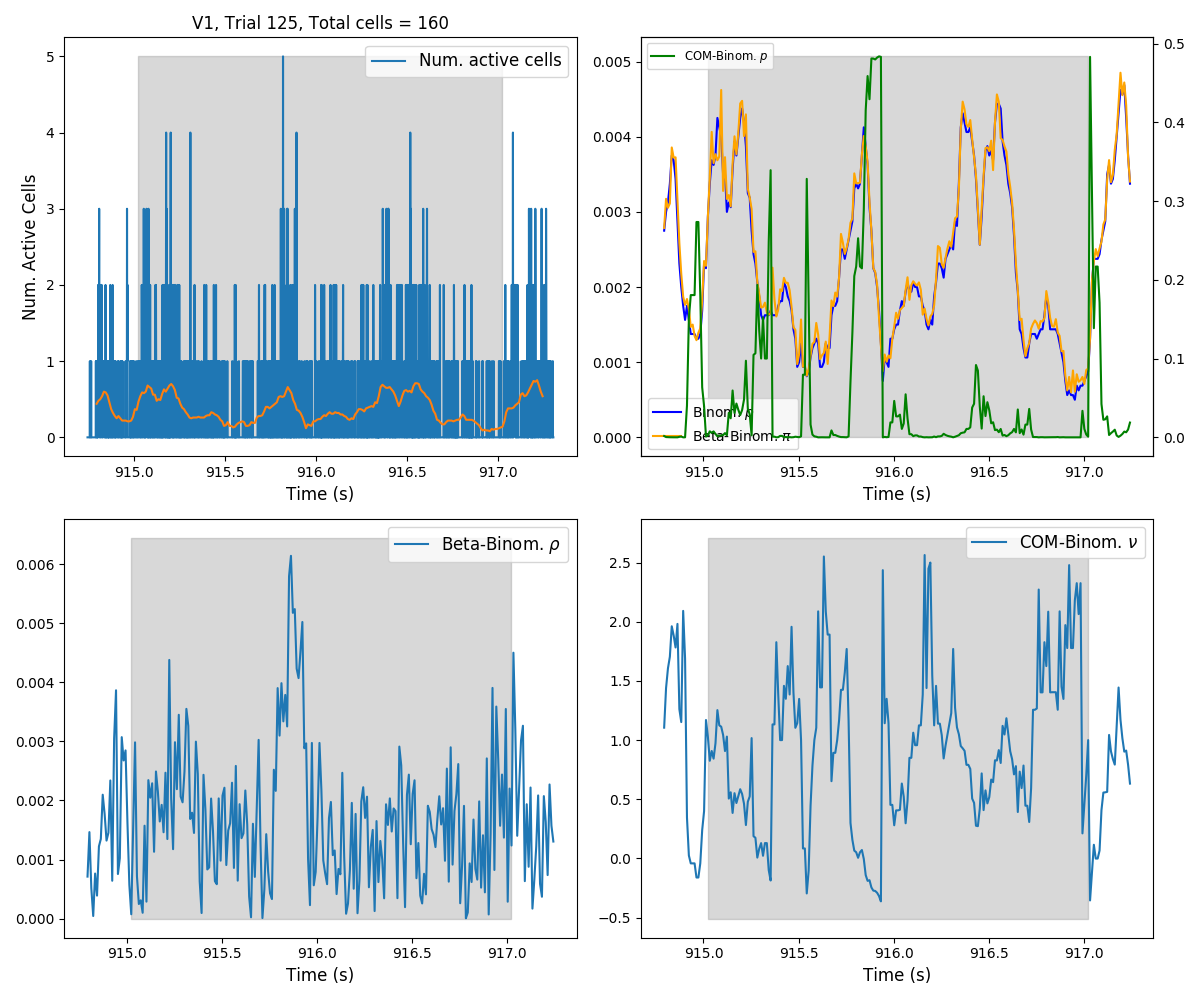 V1, Trial 125, Total cells = 160
Num. active cells
Num. Active Cells
5
4
3
2
1
0
915.0 915.5 916.0 916.5 917.0
Time (s)
COM-Binom. p
Binom. p
Beta-Binom. π
0.005
0.004
0.003
0.002
0.001
0.000
0.5
0.4
0.3
0.2
0.1
0.0
915.0 915.5 916.0 916.5 917.0
Time (s)
Beta-Binom. ρ
0.006
0.005
0.004
0.003
0.002
0.001
0.000
915.0 915.5 916.0 916.5 917.0
Time (s)
COM-Binom. ν
2.5
2.0
1.5
1.0
0.5
0.0
−0.5
915.0 915.5 916.0 916.5 917.0
Time (s)